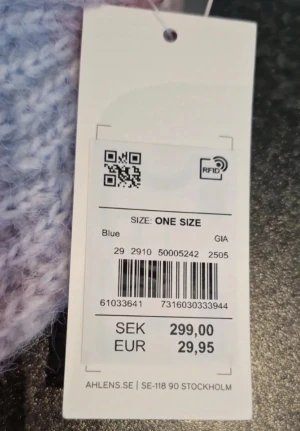 RFID
SIZE: ONE SIZE
Blue GIA
29 2910 50005242 2505
61033641 7316030333944
SEK 299,00
EUR 29,95
AHLENS.SE | SE-118 90 STOCKHOLM